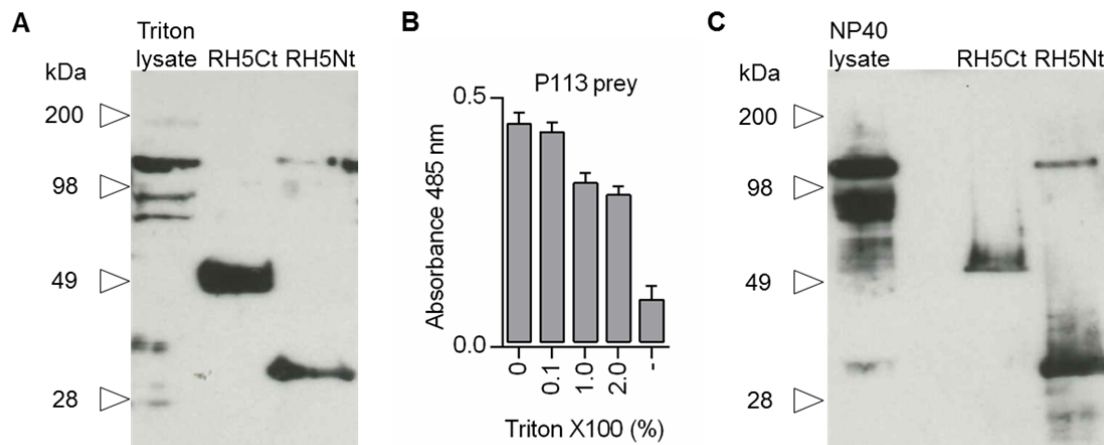 A
Triton
lysate RH5Ct RH5Nt
kDa
200
98
49
28
B
P113 prey
0.5
0.0
Absorbance 485 nm
0
0.1
1.0
2.0
-
Triton X100 (%)
C
NP40
lysate RH5Ct RH5Nt
kDa
200
98
49
28